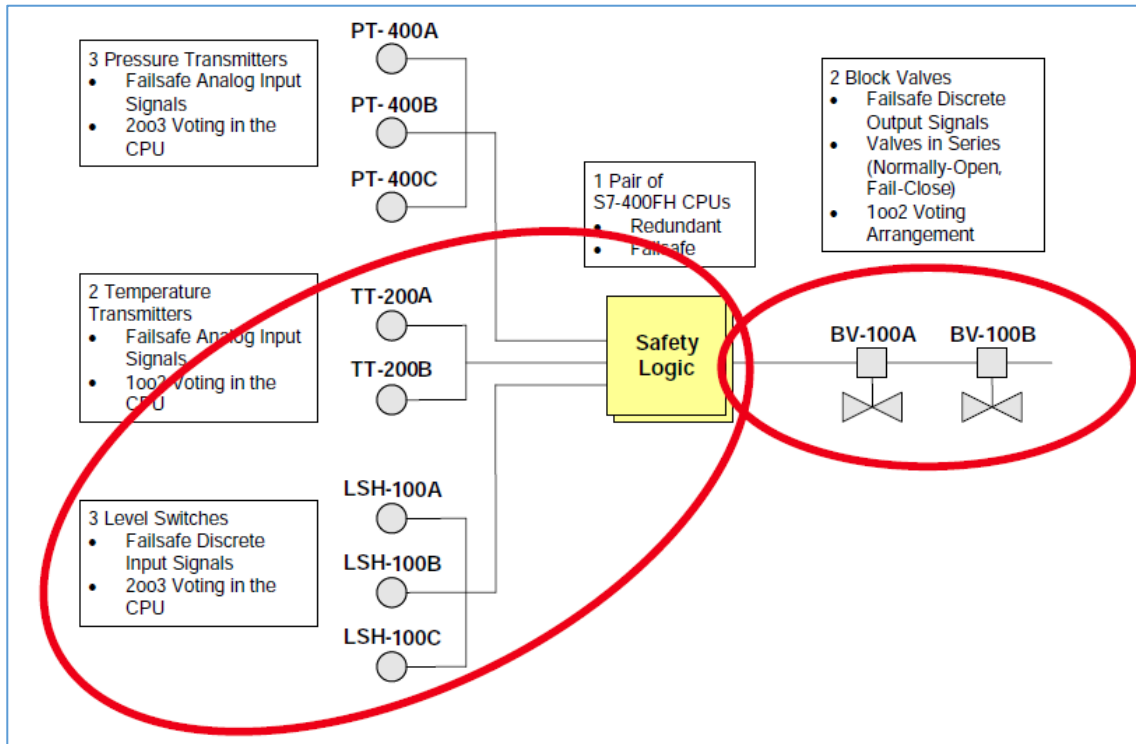 PT-400A
3 Pressure Transmitters
• Failsafe Analog Input
Signals
• 2oo3 Voting in the
CPU
PT-400B
PT-400C
2 Block Valves
• Failsafe Discrete
Output Signals
• Valves in Series
(Normally-Open,
Fail-Close)
• 1oo2 Voting
Arrangement
1 Pair of
S7-400FH CPUs
• Redundant
• Failsafe
2 Temperature
Transmitters
• Failsafe Analog Input
Signals
• 1oo2 Voting in the
CPU
TT-200A
TT-200B
Safety
Logic
BV-100A
BV-100B
3 Level Switches
• Failsafe Discrete
Input Signals
• 2oo3 Voting in the
CPU
LSH-100A
LSH-100B
LSH-100C